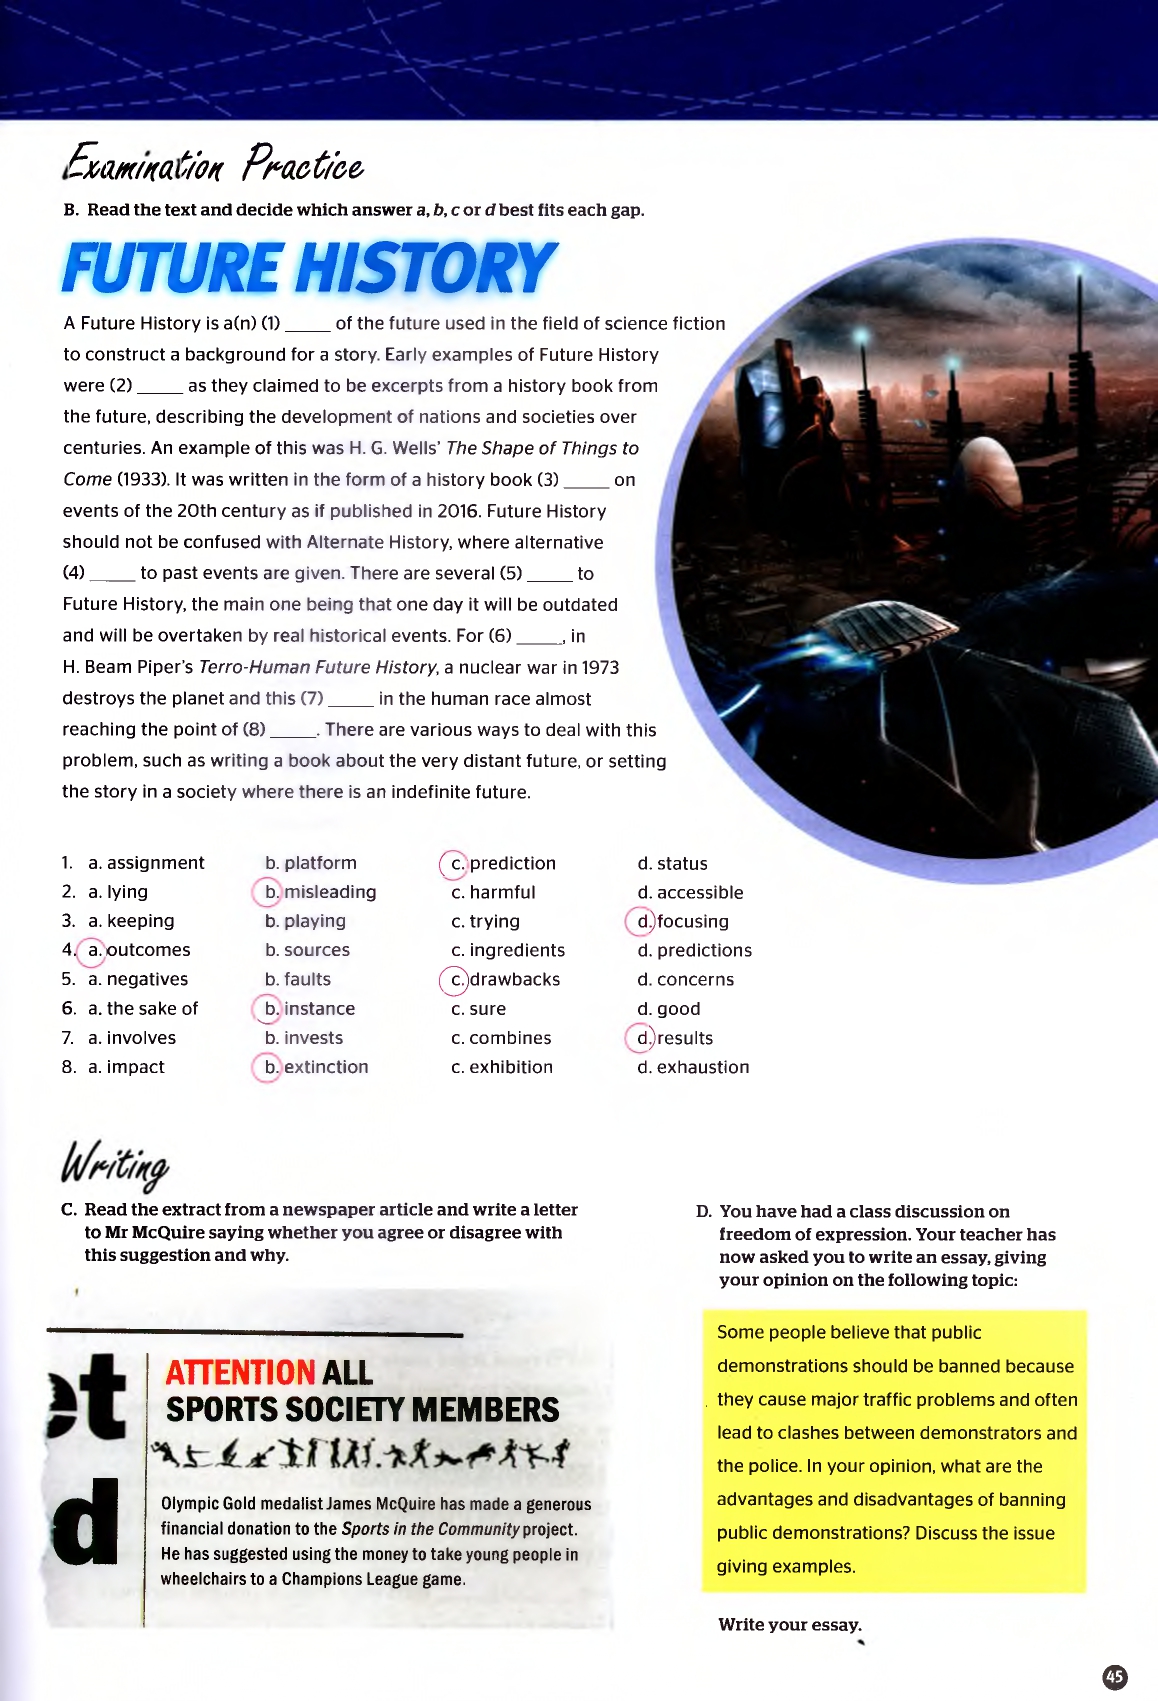 Examination Practice
B. Read the text and decide which answer a, b, c or d best fits each gap.
FUTURE HISTORY
A Future History is a(n) (1) _____ of the future used in the field of science fiction
to construct a background for a story. Early examples of Future History
were (2) _____ as they claimed to be excerpts from a history book from
the future, describing the development of nations and societies over
centuries. An example of this was H. G. Wells' The Shape of Things to
Come (1933). It was written in the form of a history book (3) _____ on
events of the 20th century as if published in 2016. Future History
should not be confused with Alternate History, where alternative
(4) _____ to past events are given. There are several (5) _____ to
Future History, the main one being that one day it will be outdated
and will be overtaken by real historical events. For (6) _____, in
H. Beam Piper's Terro-Human Future History, a nuclear war in 1973
destroys the planet and this (7) _____ in the human race almost
reaching the point of (8) _____. There are various ways to deal with this
problem, such as writing a book about the very distant future, or setting
the story in a society where there is an indefinite future.
1. a. assignment b. platform c. prediction d. status
2. a. lying b. misleading c. harmful d. accessible
3. a. keeping b. playing c. trying d. focusing
4. a. outcomes b. sources c. ingredients d. predictions
5. a. negatives b. faults c. drawbacks d. concerns
6. a. the sake of b. instance c. sure d. good
7. a. involves b. invests c. combines d. results
8. a. impact b. extinction c. exhibition d. exhaustion
Writing
C. Read the extract from a newspaper article and write a letter
to Mr McQuire saying whether you agree or disagree with
this suggestion and why.
et
d
ATTENTION ALL
SPORTS SOCIETY MEMBERS
Olympic Gold medalist James McQuire has made a generous
financial donation to the Sports in the Community project.
He has suggested using the money to take young people in
wheelchairs to a Champions League game.
D. You have had a class discussion on
freedom of expression. Your teacher has
now asked you to write an essay, giving
your opinion on the following topic:
Some people believe that public
demonstrations should be banned because
they cause major traffic problems and often
lead to clashes between demonstrators and
the police. In your opinion, what are the
advantages and disadvantages of banning
public demonstrations? Discuss the issue
giving examples.
Write your essay.
45